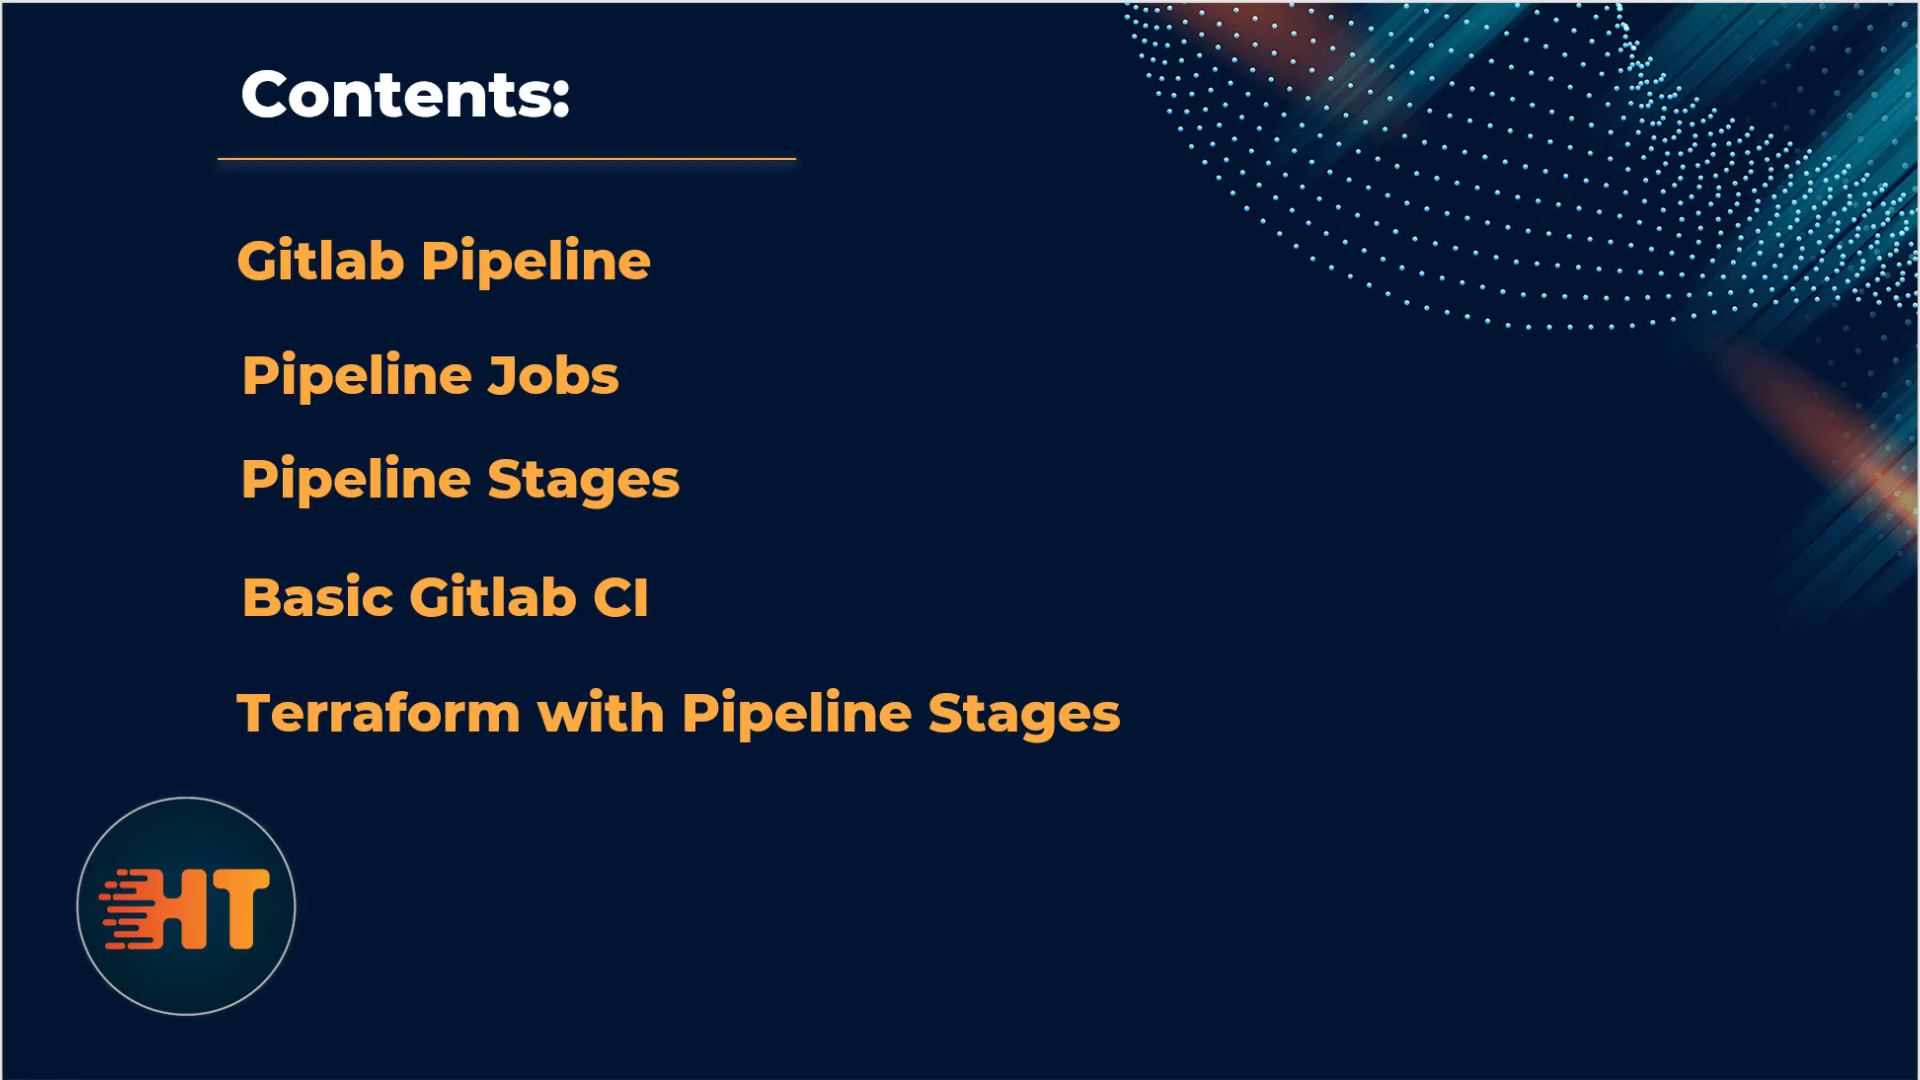 Contents:
Gitlab Pipeline
Pipeline Jobs
Pipeline Stages
Basic Gitlab CI
Terraform with Pipeline Stages
HT